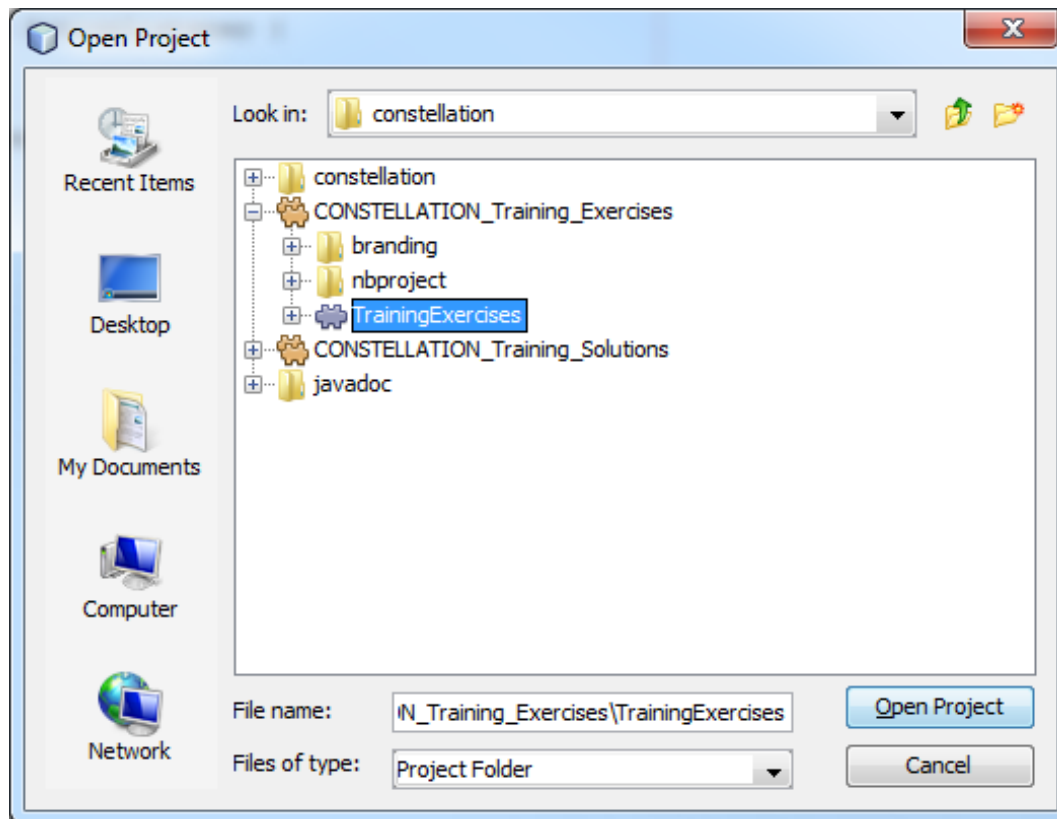 Open Project
Look in: constellation
Recent Items
Desktop
My Documents
Computer
Network
constellation
CONSTELLATION_Training_Exercises
branding
nbproject
TrainingExercises
CONSTELLATION_Training_Solutions
javadoc
File name: N_Training_Exercises\TrainingExercises Open Project
Files of type: Project Folder Cancel